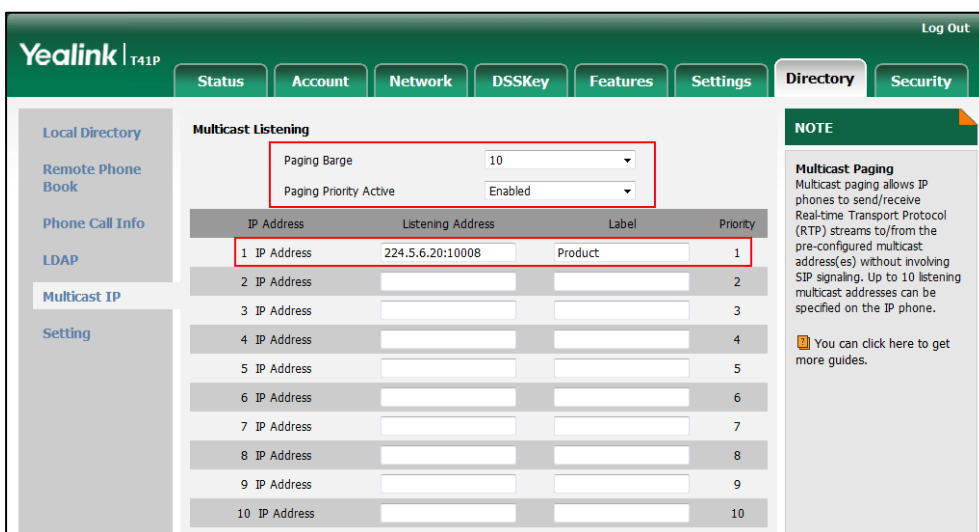 Log Out
Yealink | T41P
Status Account Network DSSKey Features Settings Directory Security
Local Directory
Remote Phone
Book
Phone Call Info
LDAP
Multicast IP
Setting
Multicast Listening
Paging Barge 10
Paging Priority Active Enabled
IP Address Listening Address Label Priority
1 IP Address 224.5.6.20:10008 Product 1
2 IP Address 2
3 IP Address 3
4 IP Address 4
5 IP Address 5
6 IP Address 6
7 IP Address 7
8 IP Address 8
9 IP Address 9
10 IP Address 10
NOTE
Multicast Paging
Multicast paging allows IP
phones to send/receive
Real-time Transport Protocol
(RTP) streams to/from the
pre-configured multicast
address(es) without involving
SIP signaling. Up to 10 listening
multicast addresses can be
specified on the IP phone.
? You can click here to get
more guides.